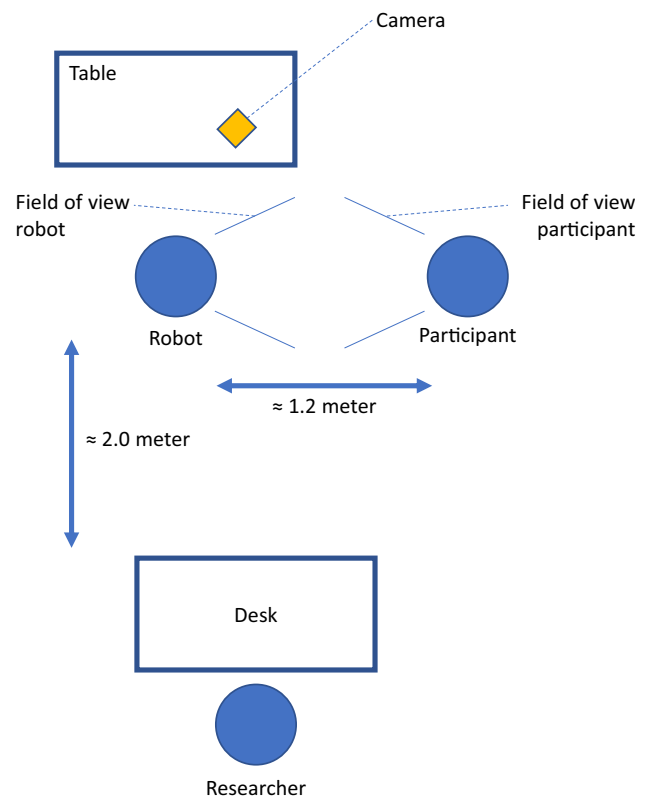 Camera
Table
Field of view
robot
Field of view
participant
Robot
Participant
≈ 1.2 meter
≈ 2.0 meter
Desk
Researcher